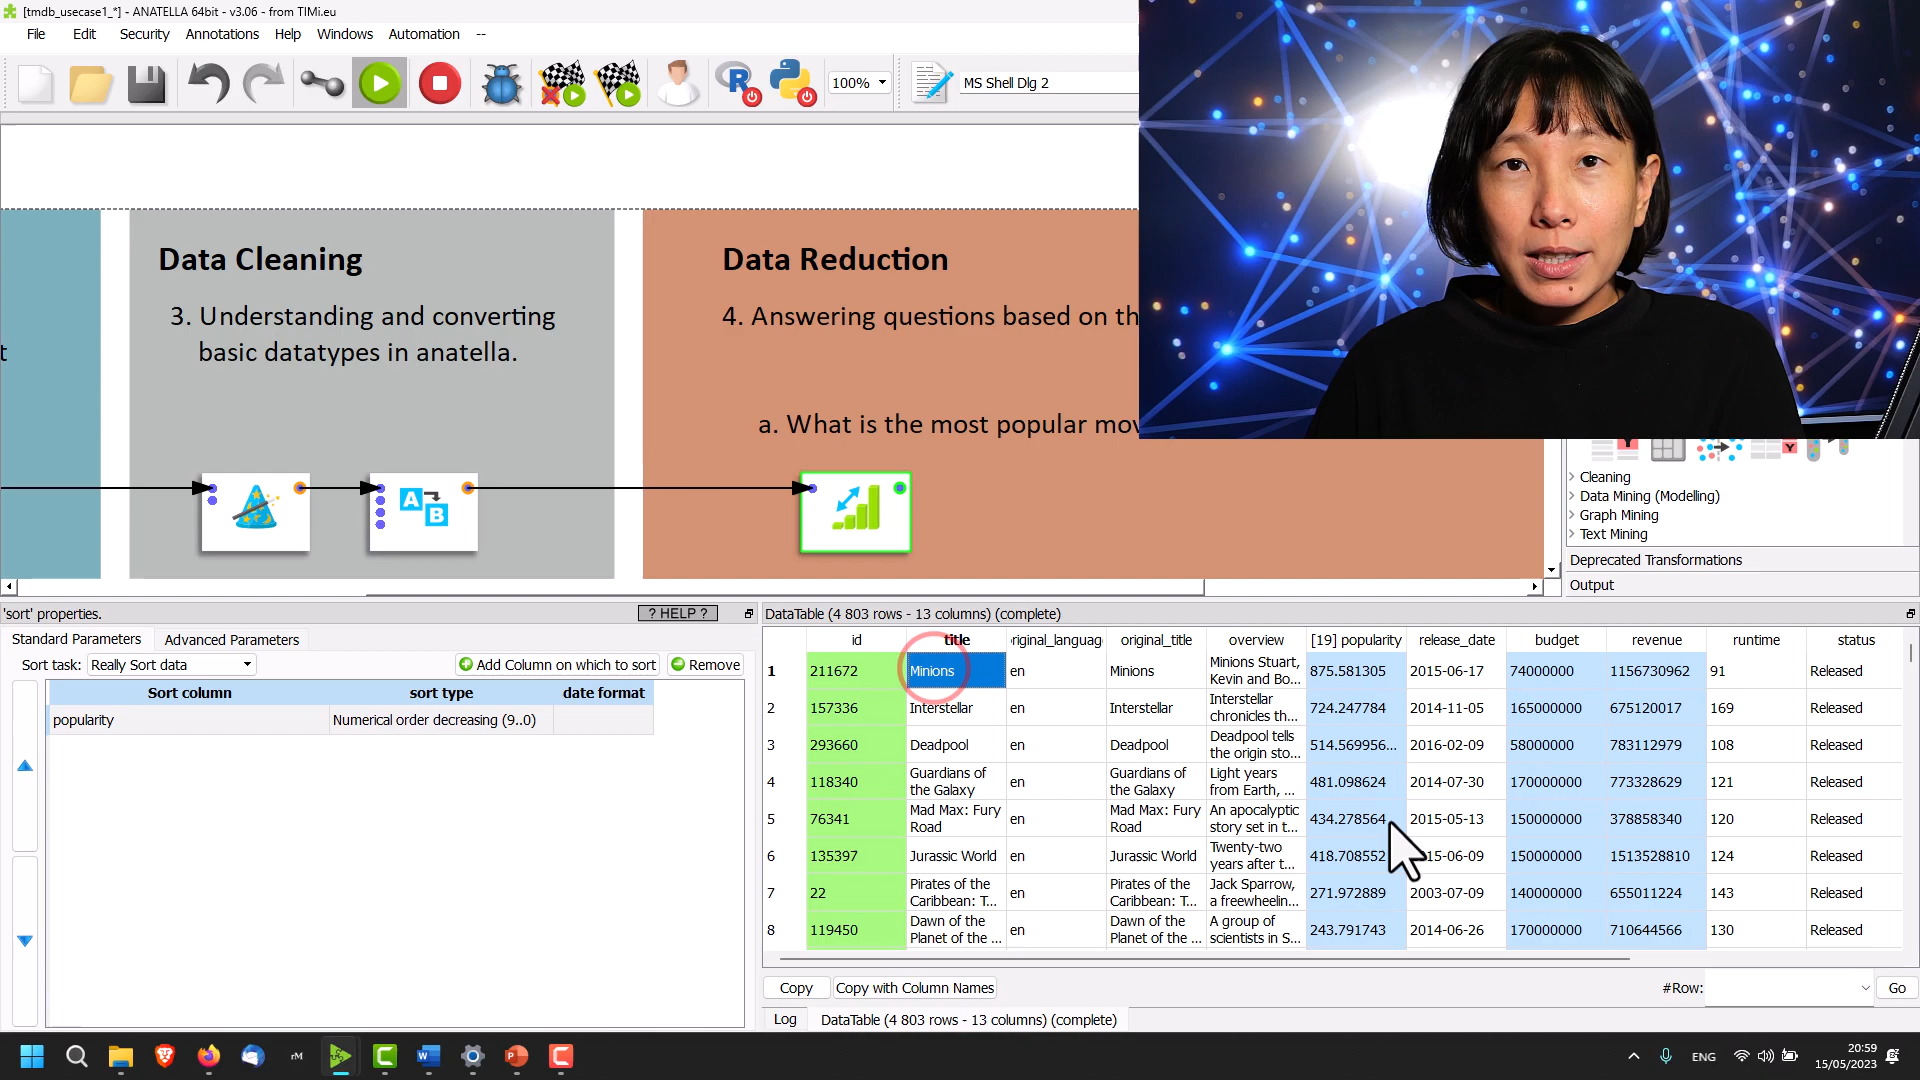 [tmdb_usecase1_*] - ANATELLA 64bit - v3.06 - from TIMi.eu
File Edit Security Annotations Help Windows Automation --
100% MS Shell Dlg 2
Data Cleaning
3. Understanding and converting
basic datatypes in anatella.
Data Reduction
4. Answering questions based on th
a. What is the most popular mov
t
A
B
Y
Y
Cleaning
Data Mining (Modelling)
Graph Mining
Text Mining
Deprecated Transformations
Output
'sort' properties. ? HELP ?
Standard Parameters Advanced Parameters
Sort task: Really Sort data Add Column on which to sort Remove
Sort column sort type date format
popularity Numerical order decreasing (9..0)
DataTable (4 803 rows - 13 columns) (complete)
id title original_language original_title overview [19] popularity release_date budget revenue runtime status
1 211672 Minions en Minions Minions Stuart, Kevin and Bo... 875.581305 2015-06-17 74000000 1156730962 91 Released
2 157336 Interstellar en Interstellar Interstellar chronicles th... 724.247784 2014-11-05 165000000 675120017 169 Released
3 293660 Deadpool en Deadpool Deadpool tells the origin sto... 514.569956... 2016-02-09 58000000 783112979 108 Released
4 118340 Guardians of the Galaxy en Guardians of the Galaxy Light years from Earth, ... 481.098624 2014-07-30 170000000 773328629 121 Released
5 76341 Mad Max: Fury Road en Mad Max: Fury Road An apocalyptic story set in t... 434.278564 2015-05-13 150000000 378858340 120 Released
6 135397 Jurassic World en Jurassic World Twenty-two years after t... 418.708552 15-06-09 150000000 1513528810 124 Released
7 22 Pirates of the Caribbean: T... en Pirates of the Caribbean: T... Jack Sparrow, a freewheelin... 271.972889 2003-07-09 140000000 655011224 143 Released
8 119450 Dawn of the Planet of the ... en Dawn of the Planet of the ... A group of scientists in S... 243.791743 2014-06-26 170000000 710644566 130 Released
Copy Copy with Column Names #Row: Go
Log DataTable (4 803 rows - 13 columns) (complete)
rM ENG 20:59
15/05/2023